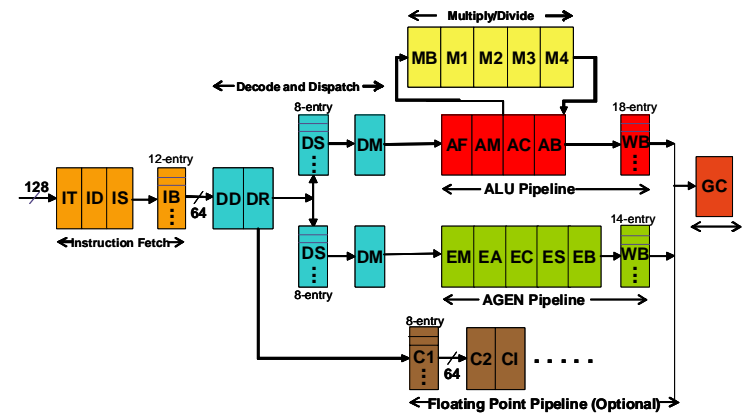 Multiply/Divide
MB M1 M2 M3 M4
Decode and Dispatch
8-entry
18-entry
DS
DM
AF AM AC AB
WB
ALU Pipeline
12-entry
128
IT ID IS
IB
64
DD DR
GC
Instruction Fetch
14-entry
DS
DM
EM EA EC ES EB
WB
8-entry
AGEN Pipeline
8-entry
C1
64
C2 CI
Floating Point Pipeline (Optional)